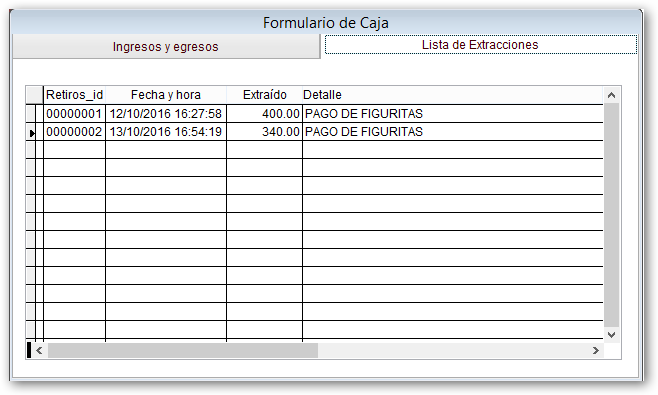 Formulario de Caja
Ingresos y egresos
Lista de Extracciones
Retiros_id Fecha y hora Extraído Detalle
00000001 12/10/2016 16:27:58 400.00 PAGO DE FIGURITAS
00000002 13/10/2016 16:54:19 340.00 PAGO DE FIGURITAS